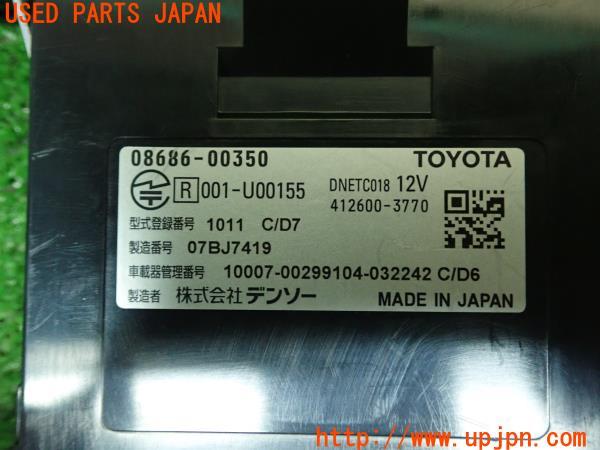 USED PARTS JAPAN
08686-00350 TOYOTA
R 001-U00155 DNETC018 12V
412600-3770
型式登録番号 1011 C/D7
製造番号 07BJ7419
車載器管理番号 10007-00299104-032242 C/D6
製造者 株式会社デンソー MADE IN JAPAN
http://www.upjpn.com/